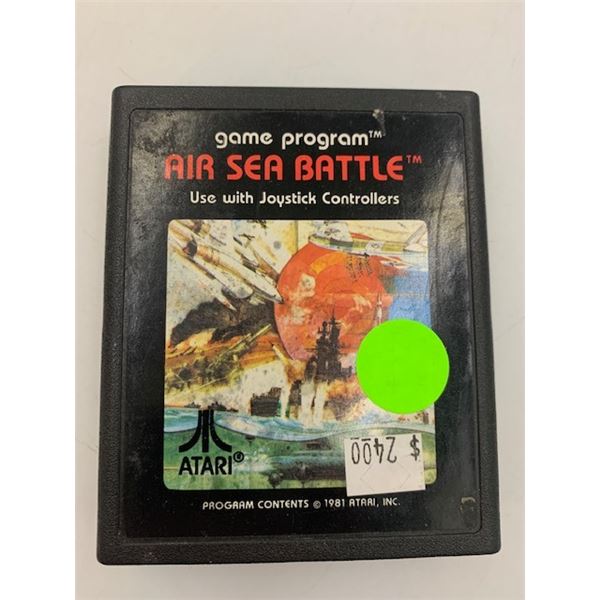 game program™
AIR SEA BATTLE™
Use with Joystick Controllers
ATARI®
$ 24.00
PROGRAM CONTENTS © 1981 ATARI, INC.